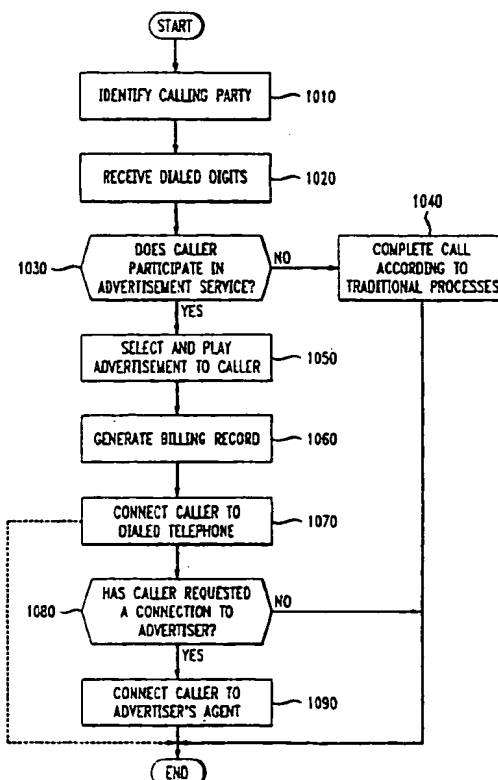 START
IDENTIFY CALLING PARTY
1010
RECEIVE DIALED DIGITS
1020
1030
DOES CALLER
PARTICIPATE IN
ADVERTISEMENT SERVICE?
NO
YES
1040
COMPLETE CALL
ACCORDING TO
TRADITIONAL PROCESSES
SELECT AND PLAY
ADVERTISEMENT TO CALLER
1050
GENERATE BILLING RECORD
1060
CONNECT CALLER TO
DIALED TELEPHONE
1070
1080
HAS CALLER REQUESTED
A CONNECTION TO
ADVERTISER?
NO
YES
CONNECT CALLER TO
ADVERTISER'S AGENT
1090
END